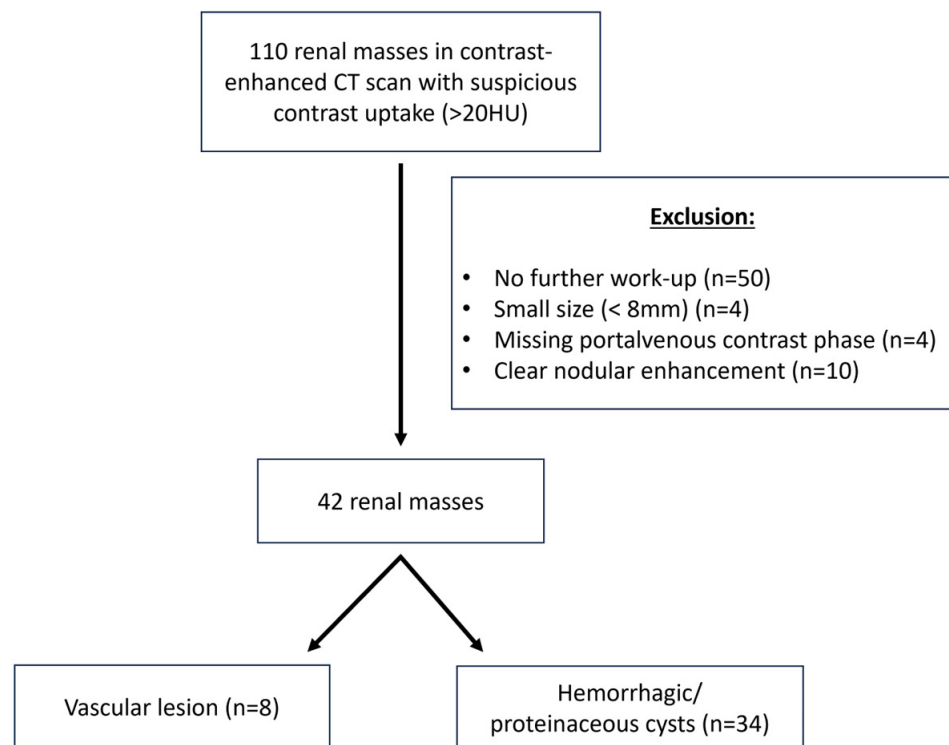 110 renal masses in contrast-
enhanced CT scan with suspicious
contrast uptake (>20HU)
Exclusion:
• No further work-up (n=50)
• Small size (< 8mm) (n=4)
• Missing portalvenous contrast phase (n=4)
• Clear nodular enhancement (n=10)
42 renal masses
Vascular lesion (n=8)
Hemorrhagic/
proteinaceous cysts (n=34)